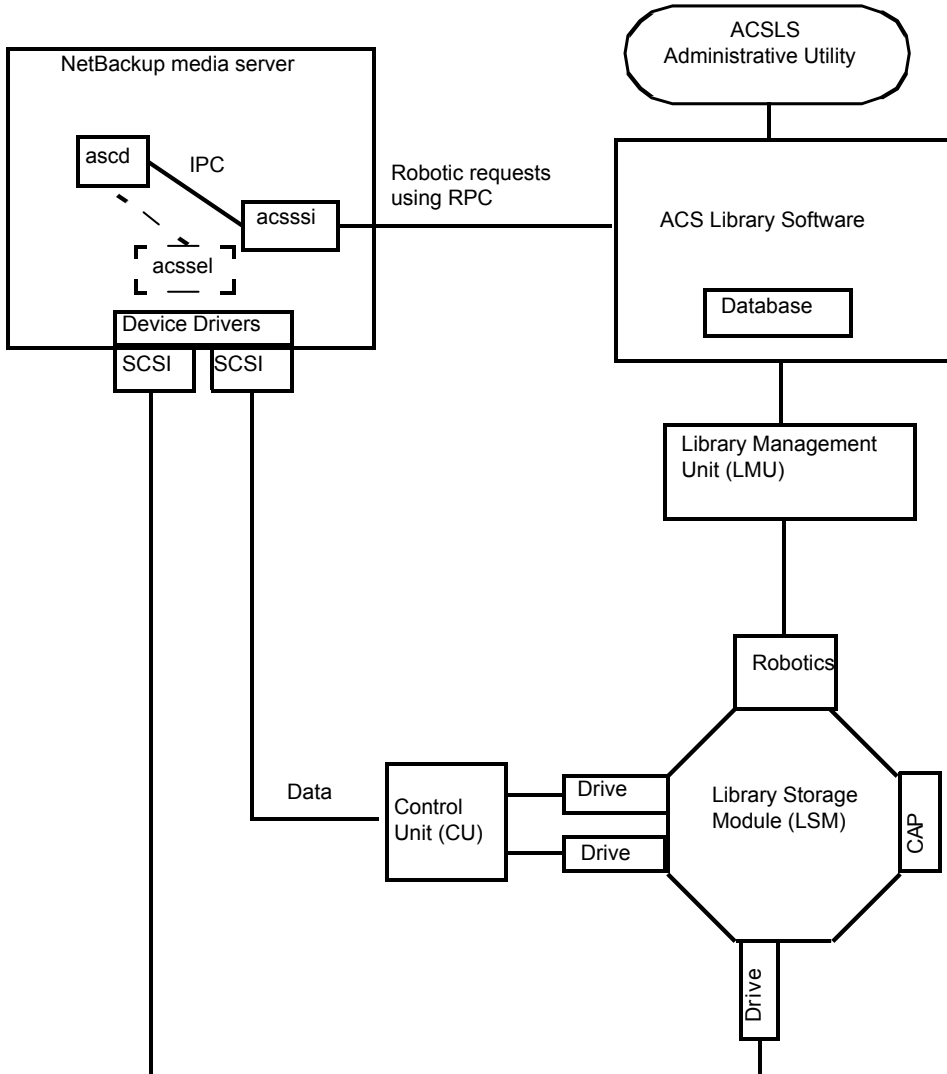 ACSLS
Administrative Utility
NetBackup media server
ascd
IPC
acsssi
acssel
Robotic requests
using RPC
ACS Library Software
Database
Device Drivers
SCSI
SCSI
Library Management
Unit (LMU)
Robotics
Data
Control
Unit (CU)
Drive
Drive
Library Storage
Module (LSM)
CAP
Drive